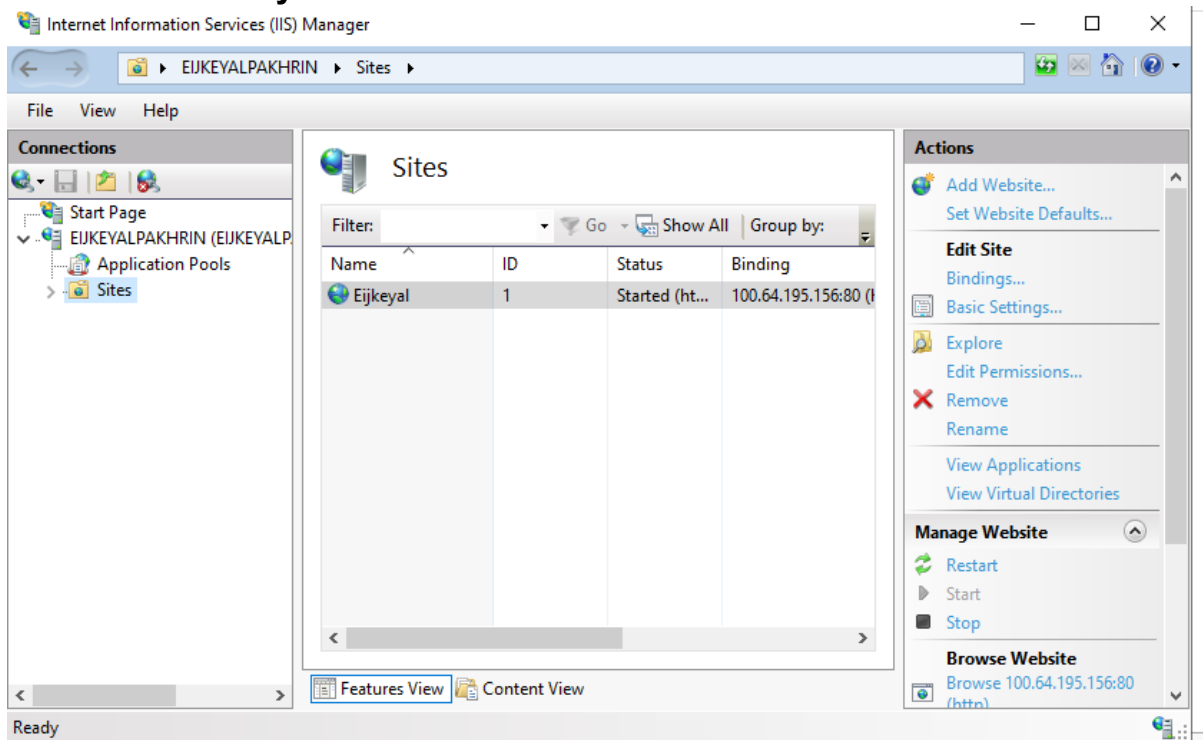 Internet Information Services (IIS) Manager
EIJKEYALPAKHRIN Sites
File View Help
Connections
Start Page
EIJKEYALPAKHRIN (EIJKEYALP
Application Pools
Sites
Sites
Filter: Go Show All Group by:
Name ID Status Binding
Eijkeyal 1 Started (ht... 100.64.195.156:80 (
Features View Content View
Actions
Add Website...
Set Website Defaults...
Edit Site
Bindings...
Basic Settings...
Explore
Edit Permissions...
Remove
Rename
View Applications
View Virtual Directories
Manage Website
Restart
Start
Stop
Browse Website
Browse 100.64.195.156:80
(http)
Ready